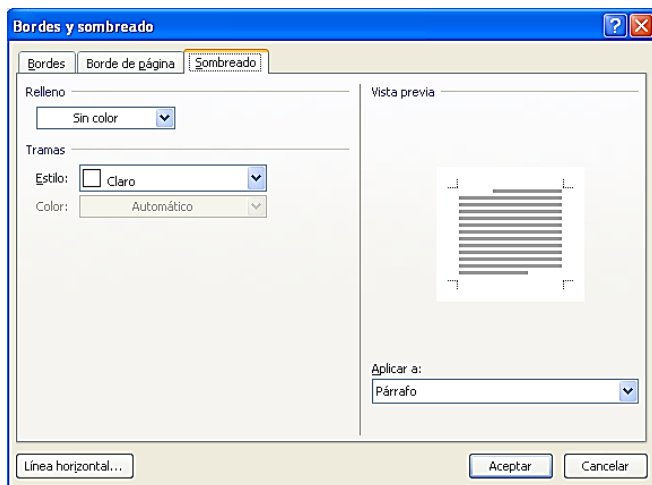 Bordes y sombreado
Bordes Borde de página Sombreado
Relleno
Sin color
Tramas
Estilo: Claro
Color: Automático
Vista previa
Aplicar a:
Párrafo
Línea horizontal... Aceptar Cancelar